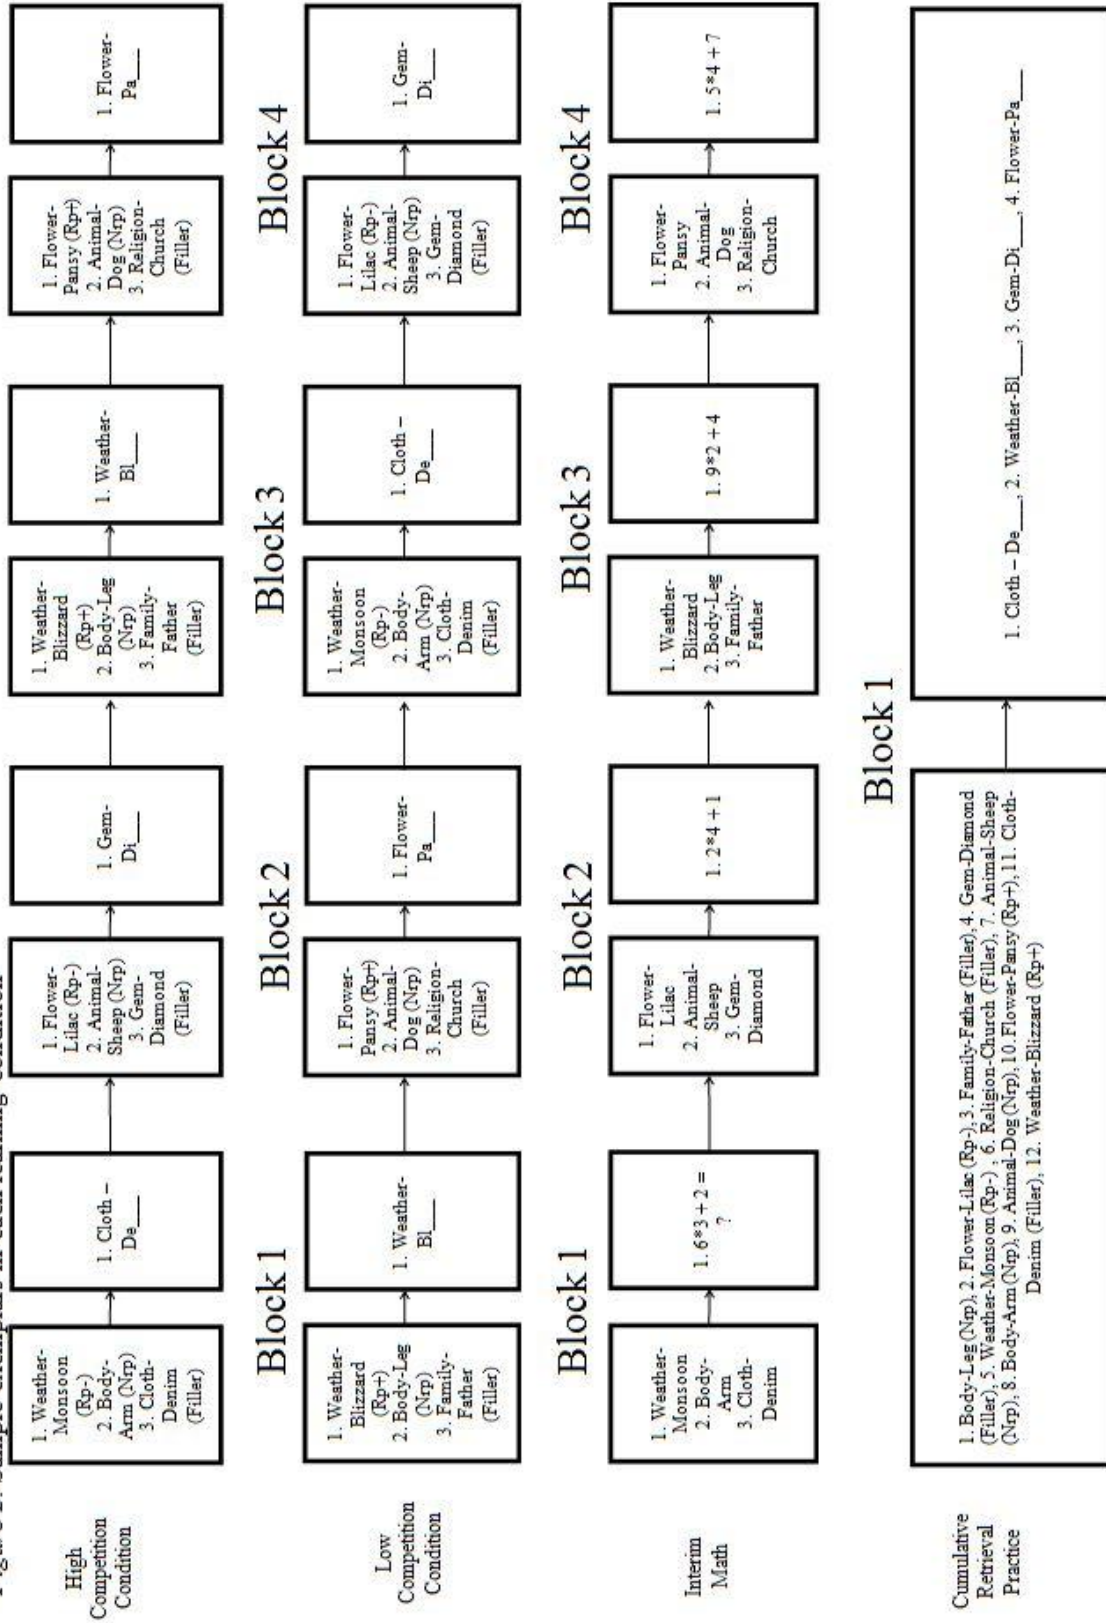 High
Competition
Condition
1. Weather-
Monsoon
(Rp-)
2. Body-
Arm (Nrp)
3. Cloth-
Denim
(Filler)
1. Cloth –
De___
1. Flower-
Lilac (Rp-)
2. Animal-
Sheep (Nrp)
3. Gem-
Diamond
(Filler)
1. Gem-
Di___
1. Weather-
Blizzard
(Rp+)
2. Body-Leg
(Nrp)
3. Family-
Father
(Filler)
1. Weather-
Bl___
1. Flower-
Pansy (Rp+)
2. Animal-
Dog (Nrp)
3. Religion-
Church
(Filler)
1. Flower-
Pa___
Block 1
Block 2
Block 3
Block 4
Low
Competition
Condition
1. Weather-
Blizzard
(Rp+)
2. Body-Leg
(Nrp)
3. Family-
Father
(Filler)
1. Weather-
Bl___
1. Flower-
Pansy (Rp+)
2. Animal-
Dog (Nrp)
3. Religion-
Church
(Filler)
1. Flower-
Pa___
1. Weather-
Monsoon
(Rp-)
2. Body-
Arm (Nrp)
3. Cloth-
Denim
(Filler)
1. Cloth –
De___
1. Flower-
Lilac (Rp-)
2. Animal-
Sheep (Nrp)
3. Gem-
Diamond
(Filler)
1. Gem-
Di___
Block 1
Block 2
Block 3
Block 4
Interim
Math
1. Weather-
Monsoon
2. Body-
Arm
3. Cloth-
Denim
1. 6*3 + 2 =
?
1. Flower-
Lilac
2. Animal-
Sheep
3. Gem-
Diamond
1. 2*4 + 1
1. Weather-
Blizzard
2. Body-Leg
3. Family-
Father
1. 9*2 + 4
1. Flower-
Pansy
2. Animal-
Dog
3. Religion-
Church
1. 5*4 + 7
Block 1
Cumulative
Retrieval
Practice
1. Body-Leg (Nrp), 2. Flower-Lilac (Rp-), 3. Family-Father (Filler), 4. Gem-Diamond
(Filler), 5. Weather-Monsoon (Rp-) , 6. Religion-Church (Filler), 7. Animal-Sheep
(Nrp), 8. Body-Arm (Nrp), 9. Animal-Dog (Nrp), 10. Flower-Pansy (Rp+), 11. Cloth-
Denim (Filler), 12. Weather-Blizzard (Rp+)
1. Cloth – De___, 2. Weather-Bl___, 3. Gem-Di___, 4. Flower-Pa___